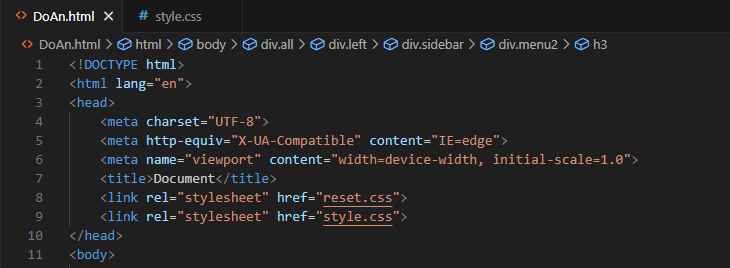 DoAn.html × # style.css
DoAn.html > html > body > div.all > div.left > div.sidebar > div.menu2 > h3
1 <!DOCTYPE html>
2 <html lang="en">
3 <head>
4 <meta charset="UTF-8">
5 <meta http-equiv="X-UA-Compatible" content="IE=edge">
6 <meta name="viewport" content="width=device-width, initial-scale=1.0">
7 <title>Document</title>
8 <link rel="stylesheet" href="reset.css">
9 <link rel="stylesheet" href="style.css">
10 </head>
11 <body>